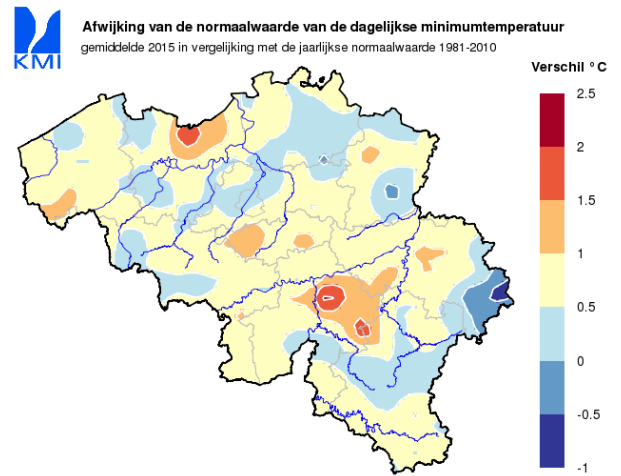 KMI
Afwijking van de normaalwaarde van de dagelijkse minimumtemperatuur
gemiddelde 2015 in vergelijking met de jaarlijkse normaalwaarde 1981-2010
Verschil °C
2.5
2
1.5
1
0.5
0
-0.5
-1